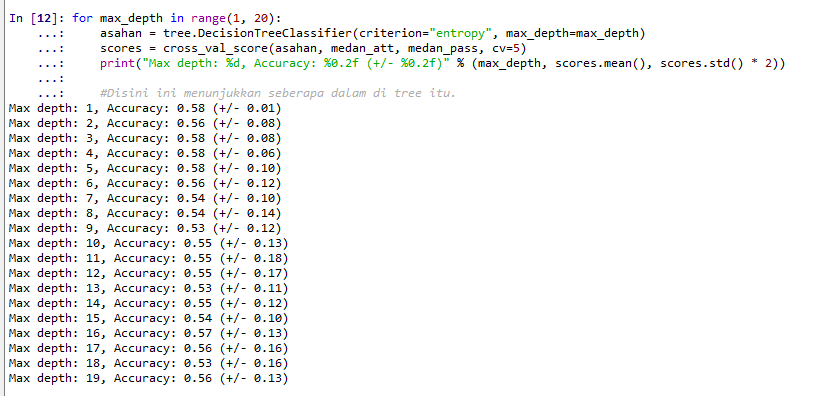 In [12]: for max_depth in range(1, 20):
    ...:     asahan = tree.DecisionTreeClassifier(criterion="entropy", max_depth=max_depth)
    ...:     scores = cross_val_score(asahan, medan_att, medan_pass, cv=5)
    ...:     print("Max depth: %d, Accuracy: %0.2f (+/- %0.2f)" % (max_depth, scores.mean(), scores.std() * 2))
    ...:
    ...:     #Disini ini menunjukkan seberapa dalam di tree itu.
Max depth: 1, Accuracy: 0.58 (+/- 0.01)
Max depth: 2, Accuracy: 0.56 (+/- 0.08)
Max depth: 3, Accuracy: 0.58 (+/- 0.08)
Max depth: 4, Accuracy: 0.58 (+/- 0.06)
Max depth: 5, Accuracy: 0.58 (+/- 0.10)
Max depth: 6, Accuracy: 0.56 (+/- 0.12)
Max depth: 7, Accuracy: 0.54 (+/- 0.10)
Max depth: 8, Accuracy: 0.54 (+/- 0.14)
Max depth: 9, Accuracy: 0.53 (+/- 0.12)
Max depth: 10, Accuracy: 0.55 (+/- 0.13)
Max depth: 11, Accuracy: 0.55 (+/- 0.18)
Max depth: 12, Accuracy: 0.55 (+/- 0.17)
Max depth: 13, Accuracy: 0.53 (+/- 0.11)
Max depth: 14, Accuracy: 0.55 (+/- 0.12)
Max depth: 15, Accuracy: 0.54 (+/- 0.10)
Max depth: 16, Accuracy: 0.57 (+/- 0.13)
Max depth: 17, Accuracy: 0.56 (+/- 0.16)
Max depth: 18, Accuracy: 0.53 (+/- 0.16)
Max depth: 19, Accuracy: 0.56 (+/- 0.13)